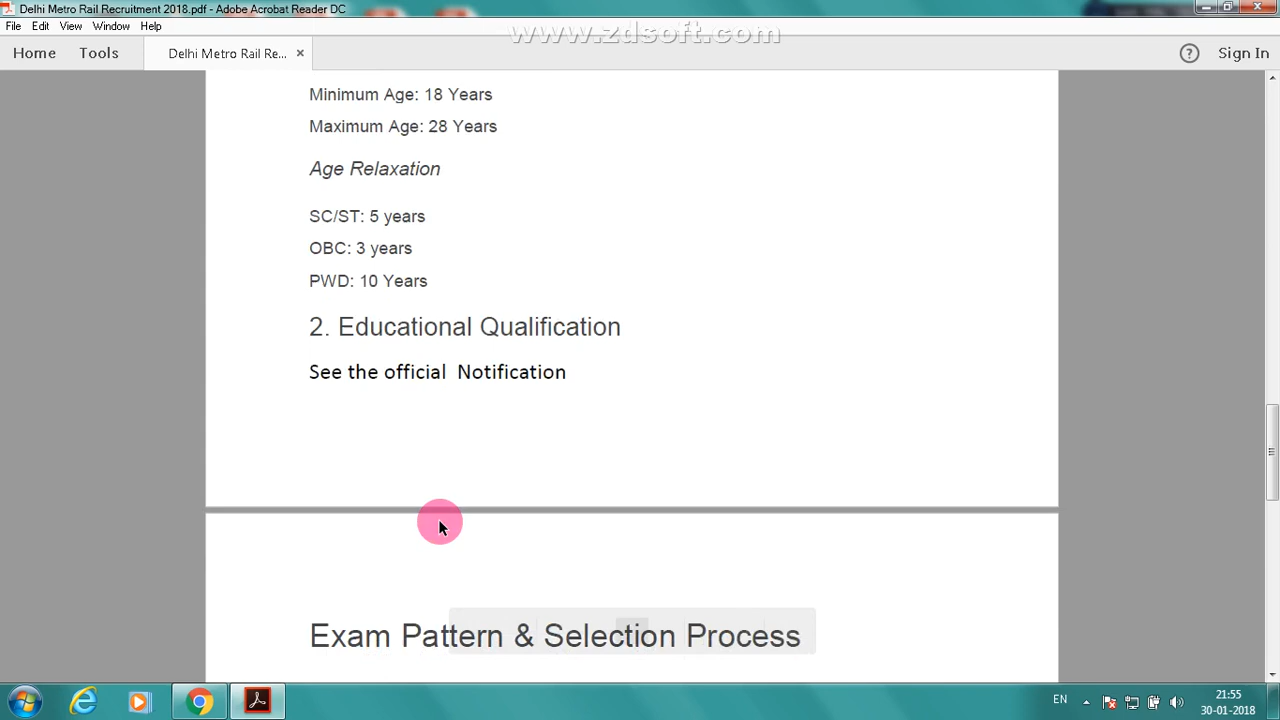 Delhi Metro Rail Recruitment 2018.pdf - Adobe Acrobat Reader DC
www.zdsoft.com
File Edit View Window Help
Home Tools Delhi Metro Rail Re... × ? Sign In
Minimum Age: 18 Years
Maximum Age: 28 Years
Age Relaxation
SC/ST: 5 years
OBC: 3 years
PWD: 10 Years
2. Educational Qualification
See the official  Notification
Exam Pattern & Selection Process
EN
21:55
30-01-2018